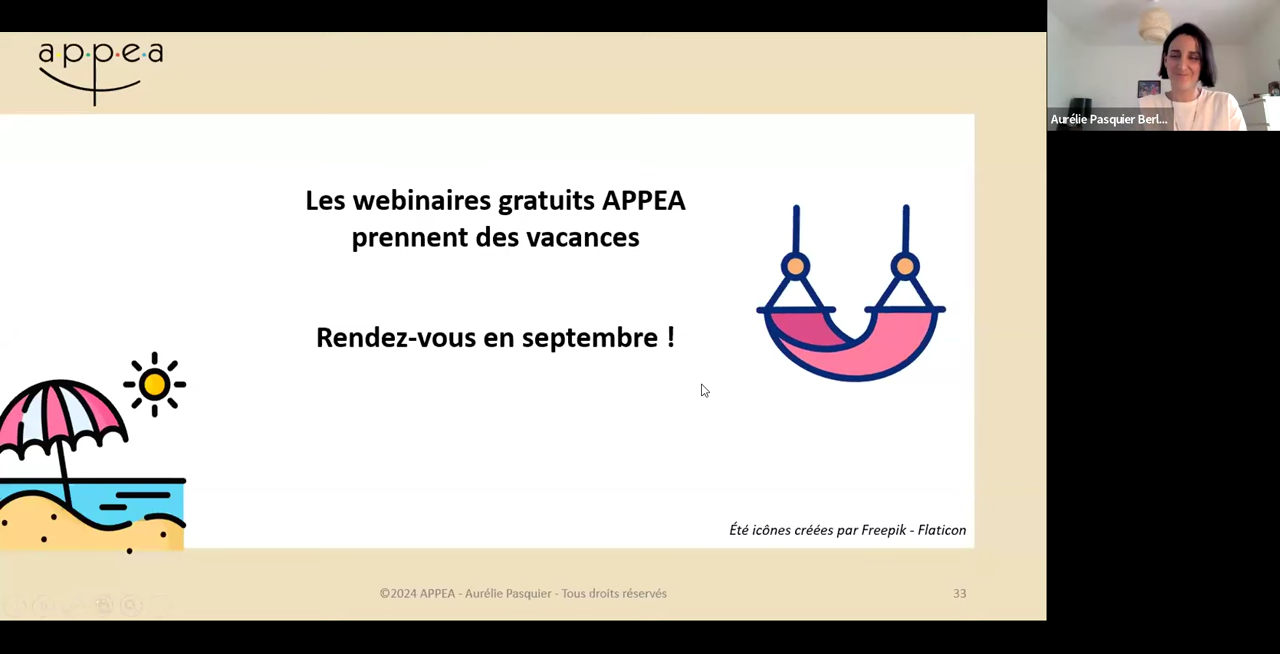 appea
Aurélie Pasquier Berl...
Les webinaires gratuits APPEA
prennent des vacances
Rendez-vous en septembre !
Été icônes créées par Freepik - Flaticon
©2024 APPEA - Aurélie Pasquier - Tous droits réservés
33